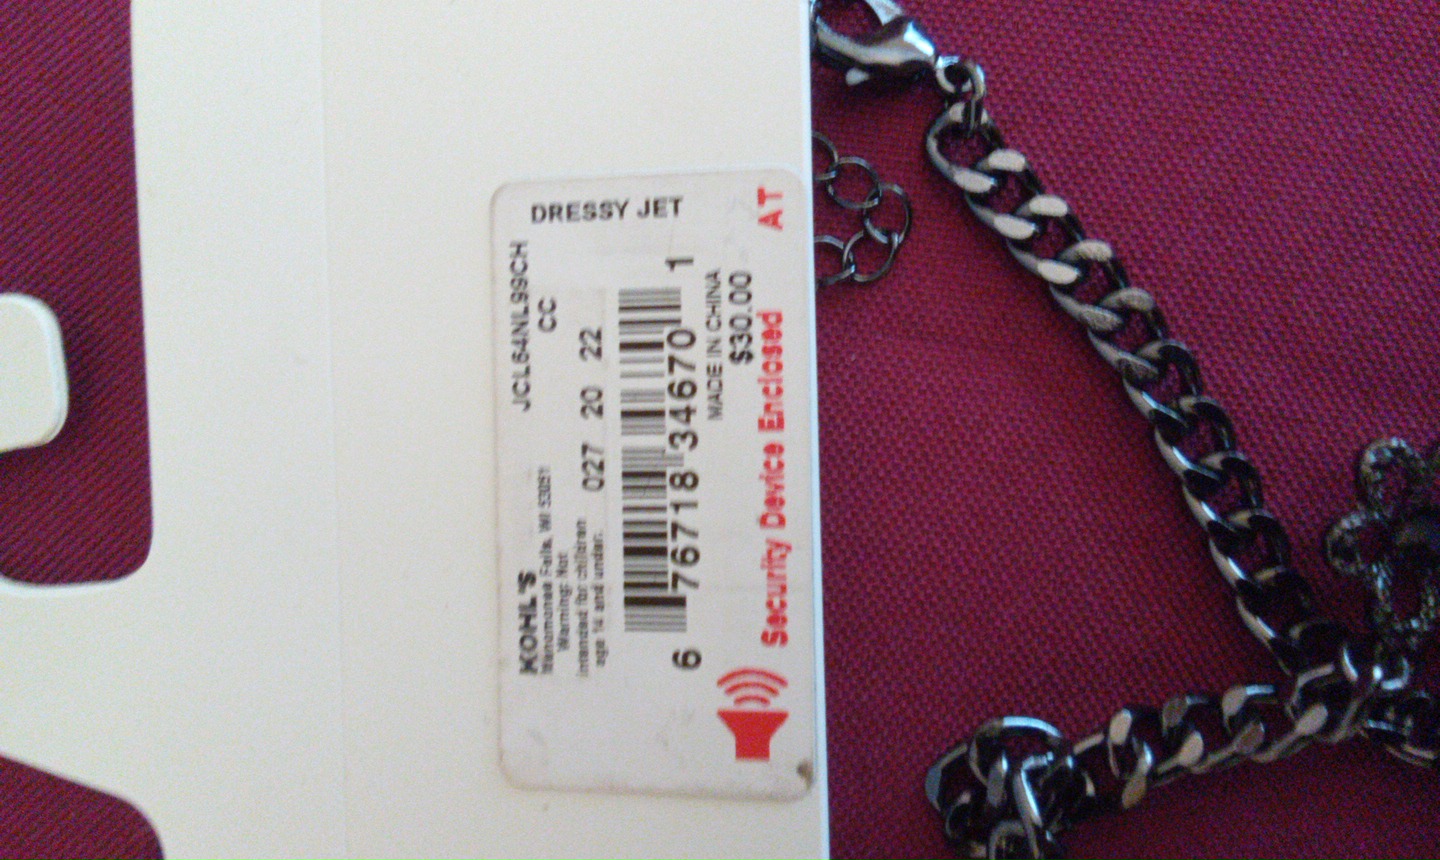 DRESSY JET
JCL64NL99CH
CC
KOHL'S
Menomonee Falls, WI 53051
Warning: Not
intended for children
age 14 and under.
027 20 22
6 76718 34670 1
MADE IN CHINA
$30.00
Security Device Enclosed AT